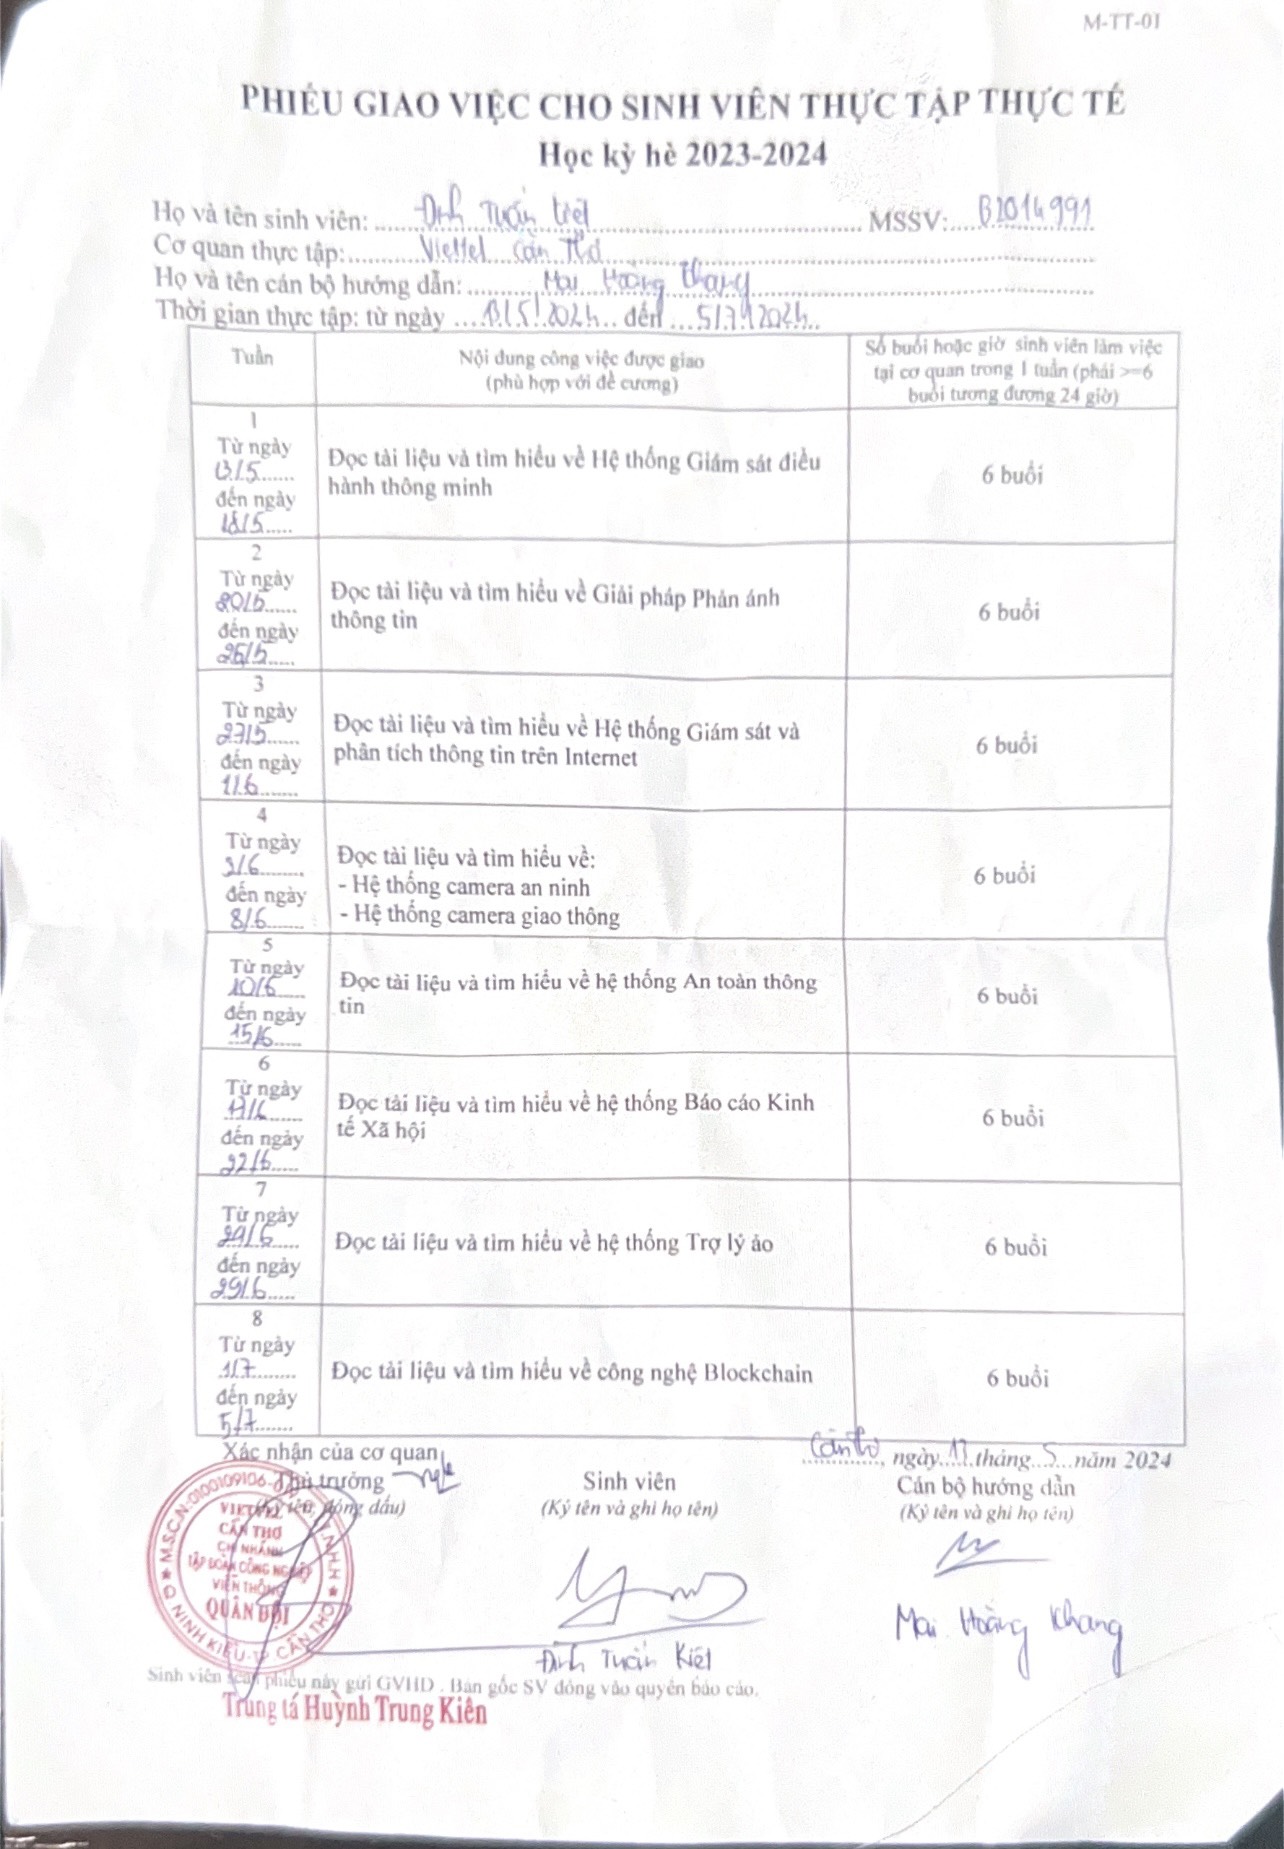 M-TT-01
PHIẾU GIAO VIỆC CHO SINH VIÊN THỰC TẬP THỰC TẾ
Học kỳ hè 2023-2024
Họ và tên sinh viên: Đinh Tuấn Kiệt MSSV: B2014991
Cơ quan thực tập: Viettel Cần Thơ
Họ và tên cán bộ hướng dẫn: Mai Hoàng Khang
Thời gian thực tập: từ ngày 13/5/2024 đến 5/7/2024
Tuần
Nội dung công việc được giao
(phù hợp với đề cương)
Số buổi hoặc giờ sinh viên làm việc
tại cơ quan trong 1 tuần (phải >=6
buổi tương đương 24 giờ)
1
Từ ngày
13/5
đến ngày
18/5
Đọc tài liệu và tìm hiểu về Hệ thống Giám sát điều
hành thông minh
6 buổi
2
Từ ngày
20/5
đến ngày
25/5
Đọc tài liệu và tìm hiểu về Giải pháp Phản ánh
thông tin
6 buổi
3
Từ ngày
27/5
đến ngày
1/6
Đọc tài liệu và tìm hiểu về Hệ thống Giám sát và
phân tích thông tin trên Internet
6 buổi
4
Từ ngày
3/6
đến ngày
8/6
Đọc tài liệu và tìm hiểu về:
- Hệ thống camera an ninh
- Hệ thống camera giao thông
6 buổi
5
Từ ngày
10/6
đến ngày
15/6
Đọc tài liệu và tìm hiểu về hệ thống An toàn thông
tin
6 buổi
6
Từ ngày
17/6
đến ngày
22/6
Đọc tài liệu và tìm hiểu về hệ thống Báo cáo Kinh
tế Xã hội
6 buổi
7
Từ ngày
24/6
đến ngày
29/6
Đọc tài liệu và tìm hiểu về hệ thống Trợ lý ảo
6 buổi
8
Từ ngày
1/7
đến ngày
5/7
Đọc tài liệu và tìm hiểu về công nghệ Blockchain
6 buổi
Cần Thơ, ngày 17 tháng 5 năm 2024
Xác nhận của cơ quan
Thủ trưởng
(Ký tên, đóng dấu)
Sinh viên
(Ký tên và ghi họ tên)
Cán bộ hướng dẫn
(Ký tên và ghi họ tên)
M.S.C.N:0100109106
VIETTEL
CẦN THƠ
CHI NHÁNH
TẬP ĐOÀN CÔNG NGHIỆP
VIỄN THÔNG
QUÂN ĐỘI
Q NINH KIỀU-TP CẦN THƠ
Đinh Tuấn Kiệt
Mai Hoàng Khang
Sinh viên scan phiếu này gửi GVHD . Bản gốc SV đóng vào quyển báo cáo.
Trung tá Huỳnh Trung Kiên